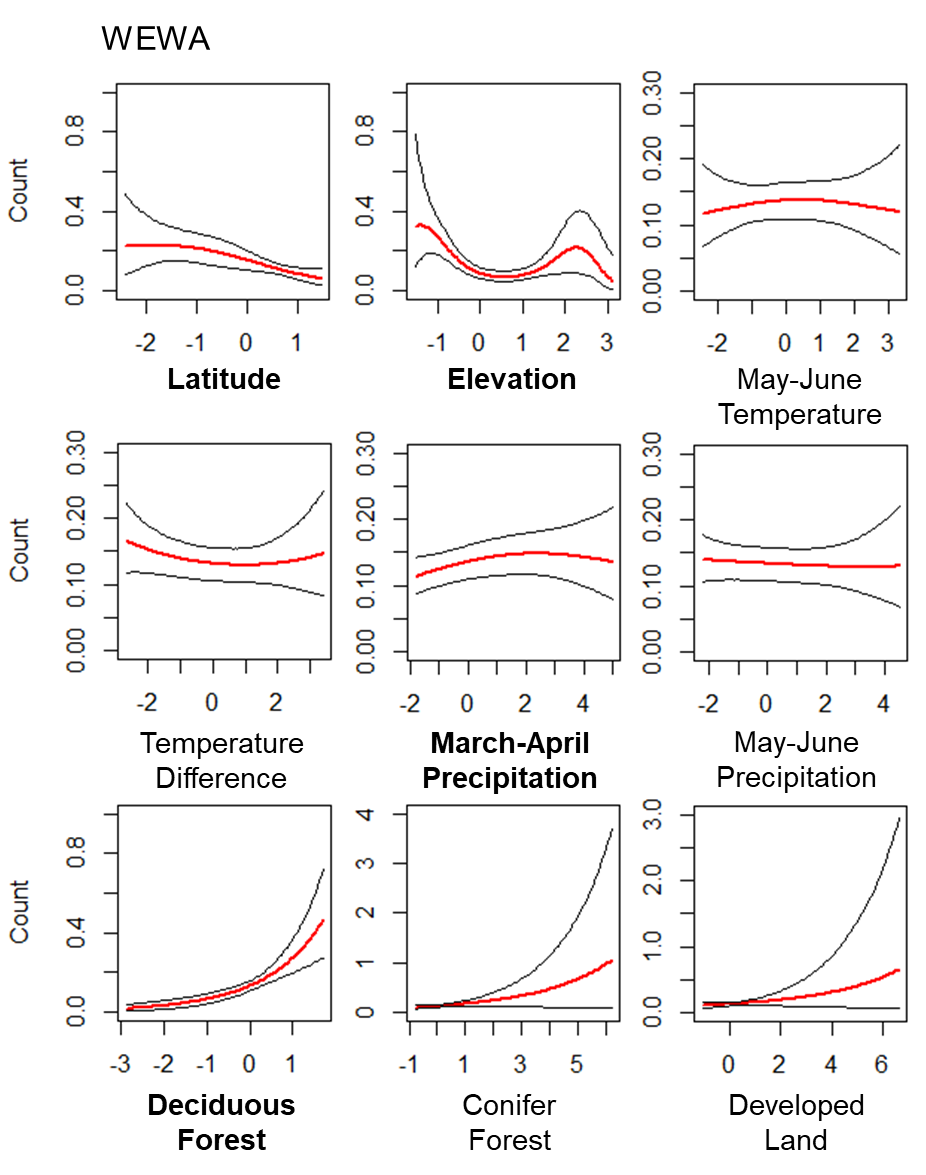 WEWA
Count
0.0 0.4 0.8
-2 -1 0 1
Latitude
0.0 0.4 0.8
-1 0 1 2 3
Elevation
0.00 0.10 0.20 0.30
-2 0 1 2 3
May-June
Temperature
Count
0.00 0.10 0.20 0.30
-2 0 2
Temperature
Difference
0.00 0.10 0.20 0.30
-2 0 2 4
March-April
Precipitation
0.00 0.10 0.20 0.30
-2 0 2 4
May-June
Precipitation
Count
0.0 0.4 0.8
-3 -2 -1 0 1
Deciduous
Forest
0 1 2 3 4
-1 1 3 5
Conifer
Forest
0.0 1.0 2.0 3.0
0 2 4 6
Developed
Land